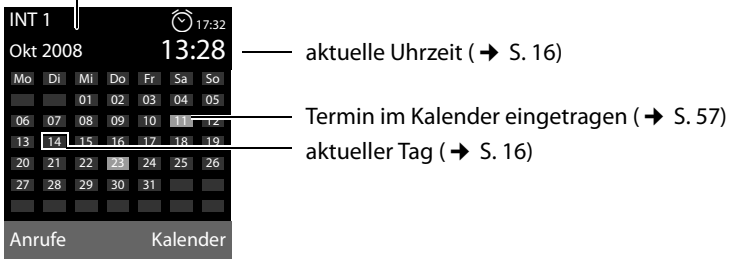 INT 1 17:32
Okt 2008 13:28
Mo Di Mi Do Fr Sa So
01 02 03 04 05
06 07 08 09 10 11 12
13 14 15 16 17 18 19
20 21 22 23 24 25 26
27 28 29 30 31
Anrufe Kalender
aktuelle Uhrzeit ( ➔ S. 16)
Termin im Kalender eingetragen ( ➔ S. 57)
aktueller Tag ( ➔ S. 16)